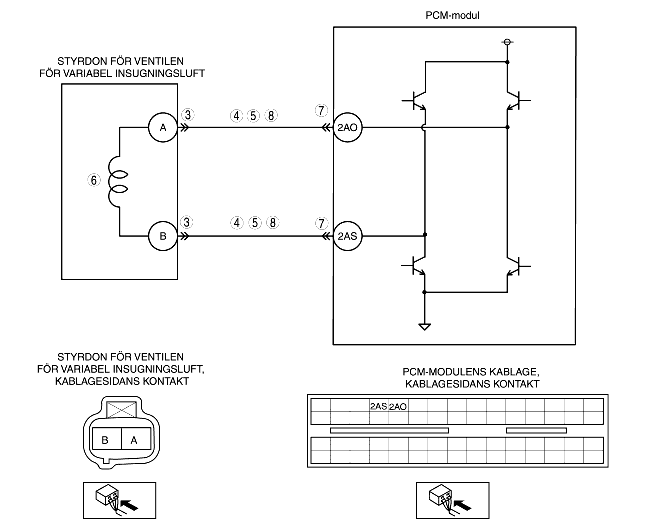 PCM-modul
STYRDON FÖR VENTILEN
FÖR VARIABEL INSUGNINGSLUFT
A
3
4 5 8
7
2AO
6
B
3
4 5 8
7
2AS
STYRDON FÖR VENTILEN
FÖR VARIABEL INSUGNINGSLUFT,
KABLAGESIDANS KONTAKT
B A
PCM-MODULENS KABLAGE,
KABLAGESIDANS KONTAKT
2AS 2AO